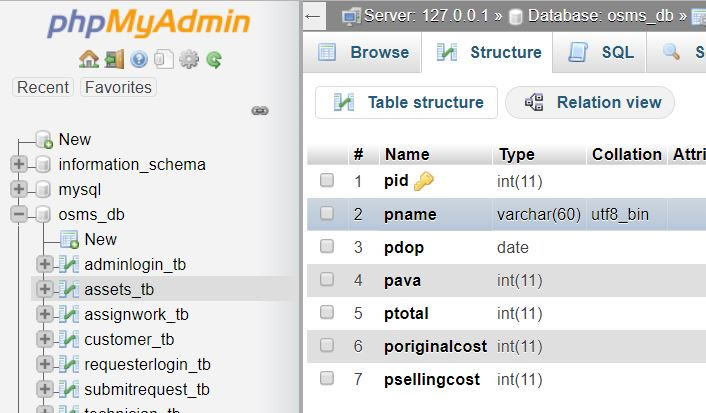 phpMyAdmin
Recent Favorites
New
information_schema
mysql
osms_db
New
adminlogin_tb
assets_tb
assignwork_tb
customer_tb
requesterlogin_tb
submitrequest_tb
technician_tb
Server: 127.0.0.1 » Database: osms_db »
Browse Structure SQL S
Table structure Relation view
# Name Type Collation Attri
1 pid int(11)
2 pname varchar(60) utf8_bin
3 pdop date
4 pava int(11)
5 ptotal int(11)
6 poriginalcost int(11)
7 psellingcost int(11)